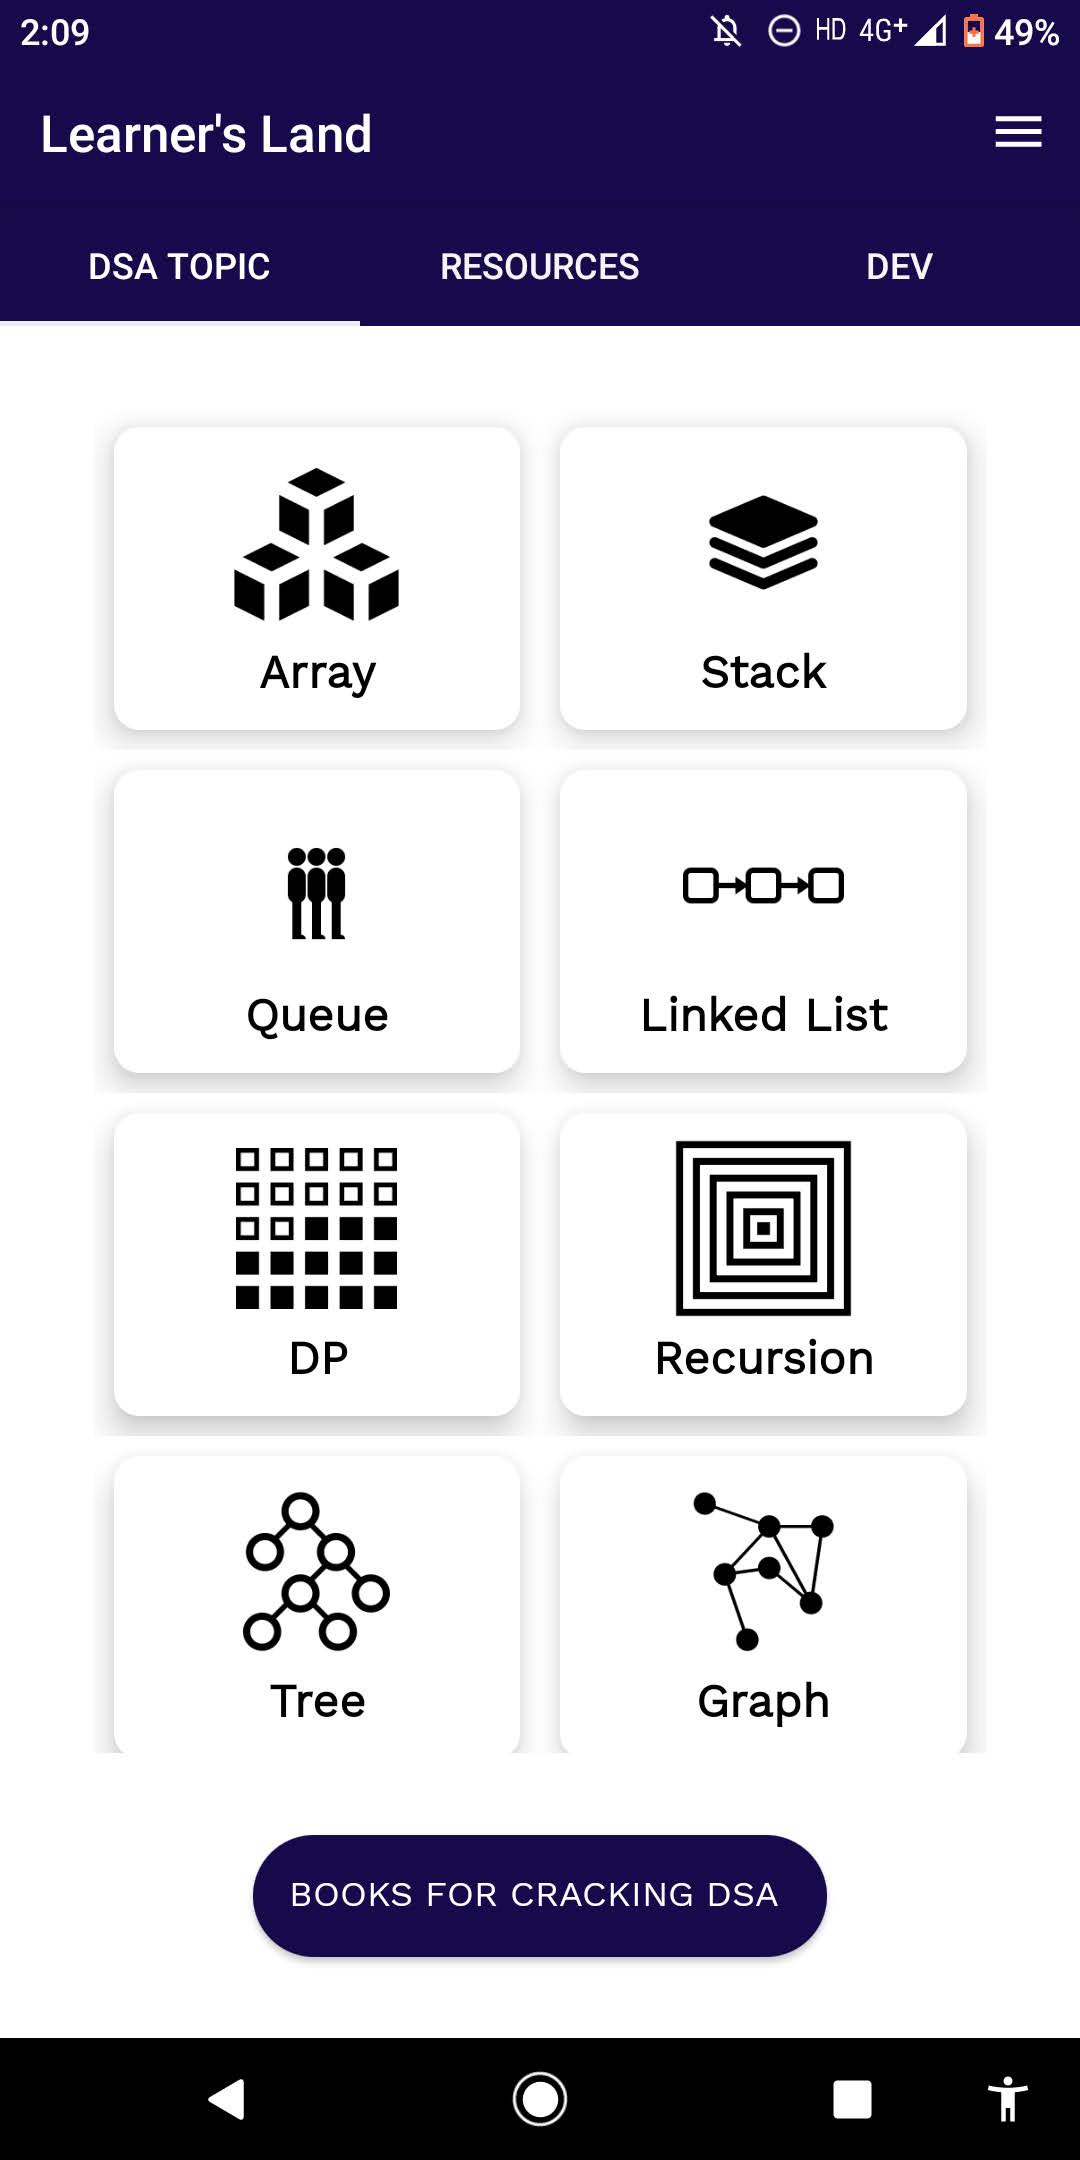 2:09 HD 4G+ 49%
Learner's Land
DSA TOPIC RESOURCES DEV
Array Stack
Queue Linked List
DP Recursion
Tree Graph
BOOKS FOR CRACKING DSA